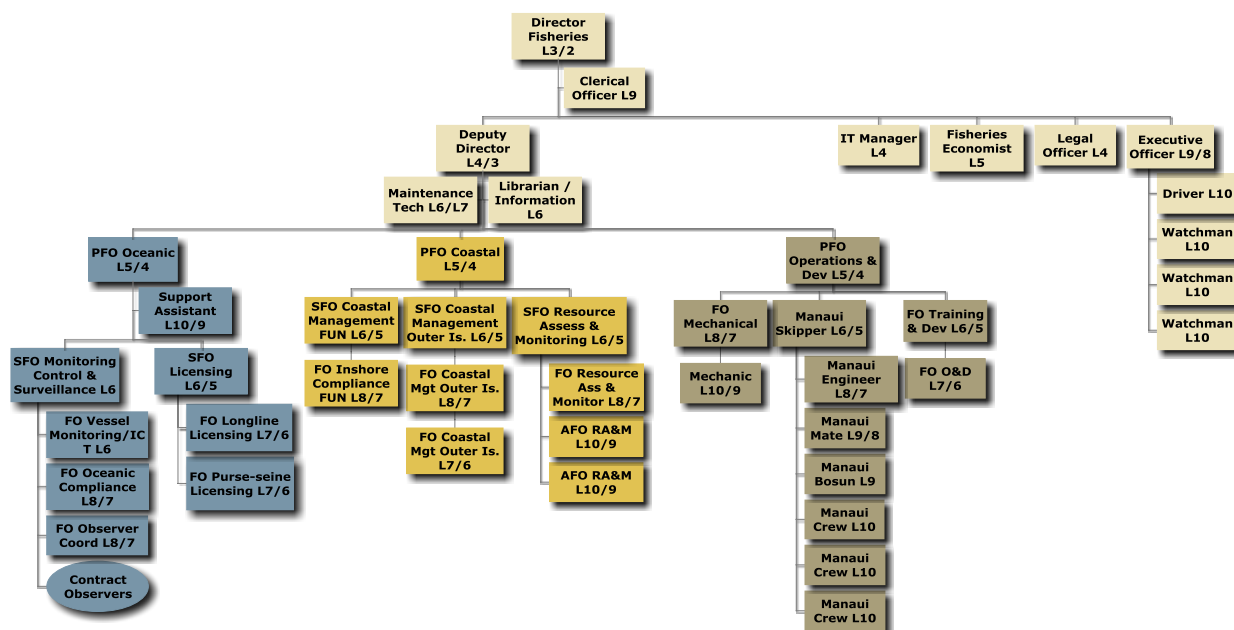 Director
Fisheries
L3/2
Clerical
Officer L9
Deputy
Director
L4/3
IT Manager
L4
Fisheries
Economist
L5
Legal
Officer L4
Executive
Officer L9/8
Maintenance
Tech L6/L7
Librarian /
Information
L6
Driver L10
Watchman
L10
Watchman
L10
Watchman
L10
PFO Oceanic
L5/4
Support
Assistant
L10/9
SFO Monitoring
Control &
Surveillance L6
FO Vessel
Monitoring/IC
T L6
FO Oceanic
Compliance
L8/7
FO Observer
Coord L8/7
Contract
Observers
SFO
Licensing
L6/5
FO Longline
Licensing L7/6
FO Purse-seine
Licensing L7/6
PFO Coastal
L5/4
SFO Coastal
Management
FUN L6/5
FO Inshore
Compliance
FUN L8/7
SFO Coastal
Management
Outer Is. L6/5
FO Coastal
Mgt Outer Is.
L8/7
FO Coastal
Mgt Outer Is.
L7/6
SFO Resource
Assess &
Monitoring L6/5
FO Resource
Ass &
Monitor L8/7
AFO RA&M
L10/9
AFO RA&M
L10/9
PFO
Operations &
Dev L5/4
FO
Mechanical
L8/7
Mechanic
L10/9
Manaui
Skipper L6/5
Manaui
Engineer
L8/7
Manaui
Mate L9/8
Manaui
Bosun L9
Manaui
Crew L10
Manaui
Crew L10
Manaui
Crew L10
FO Training
& Dev L6/5
FO O&D
L7/6